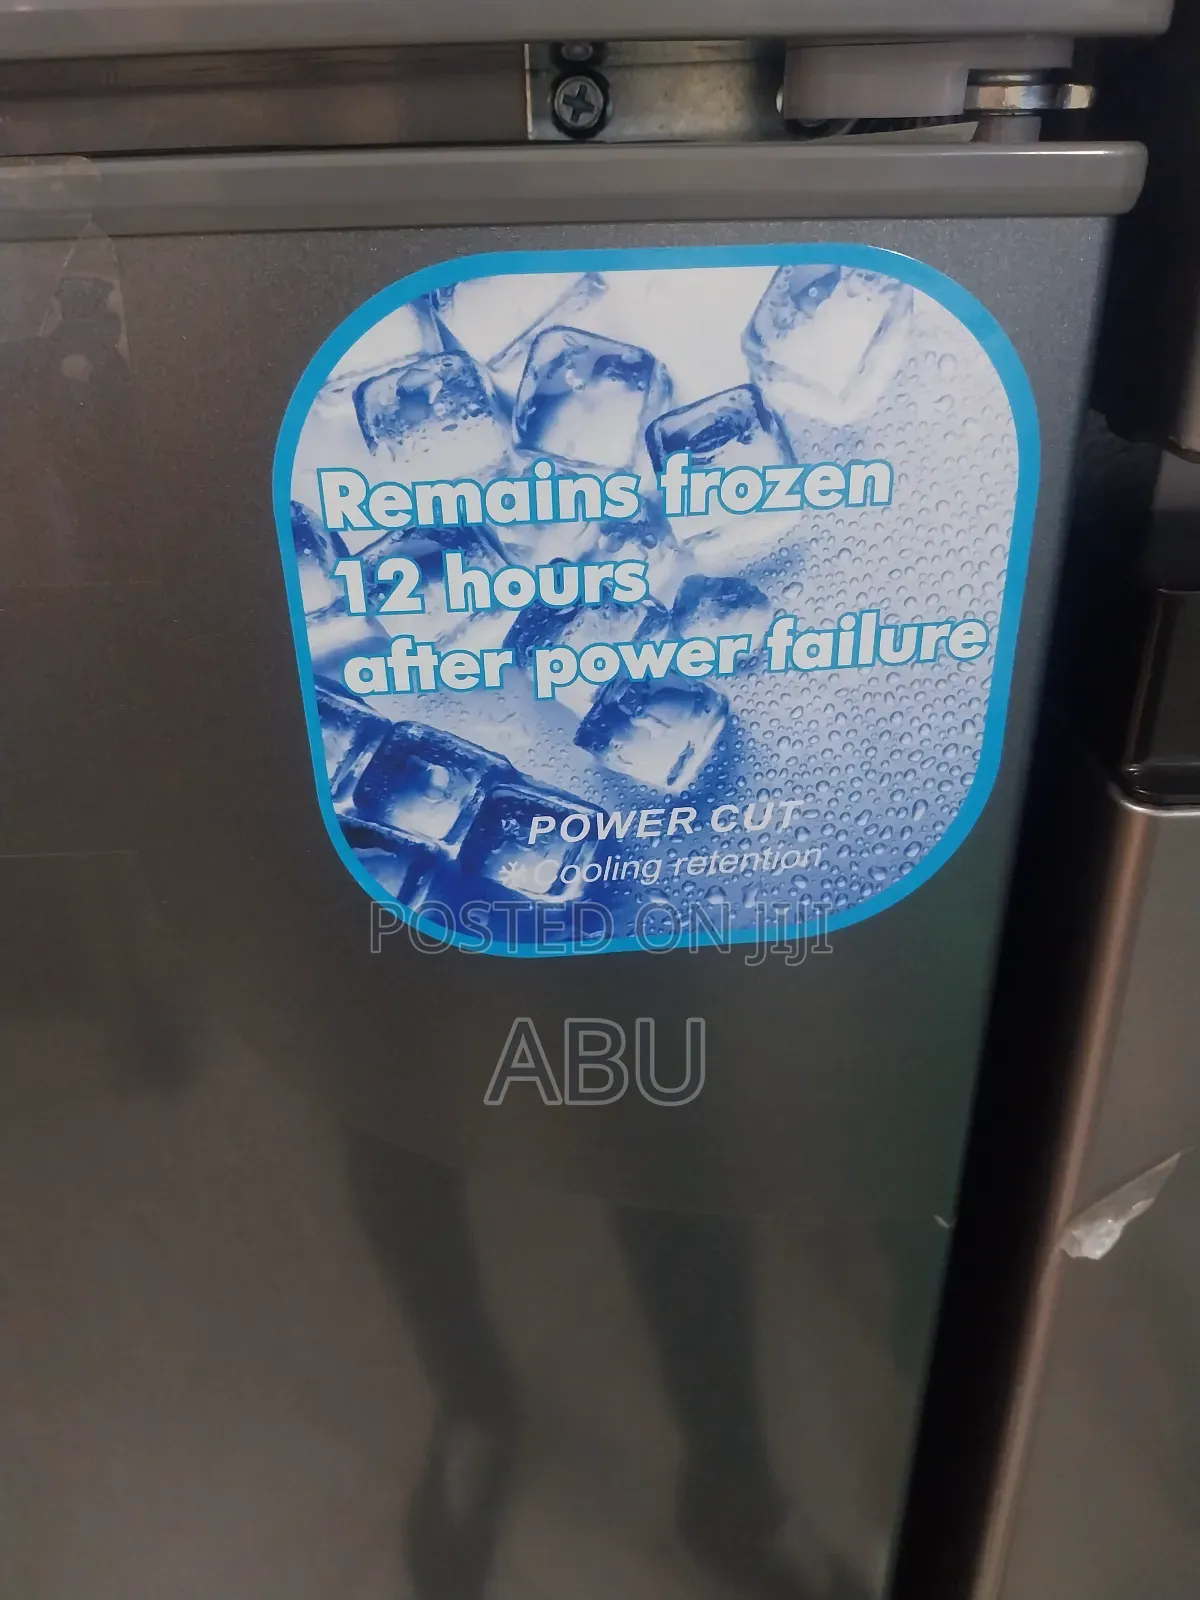 Remains frozen
12 hours
after power failure
POWER CUT
Cooling retention
POSTED ON JIJI
ABU